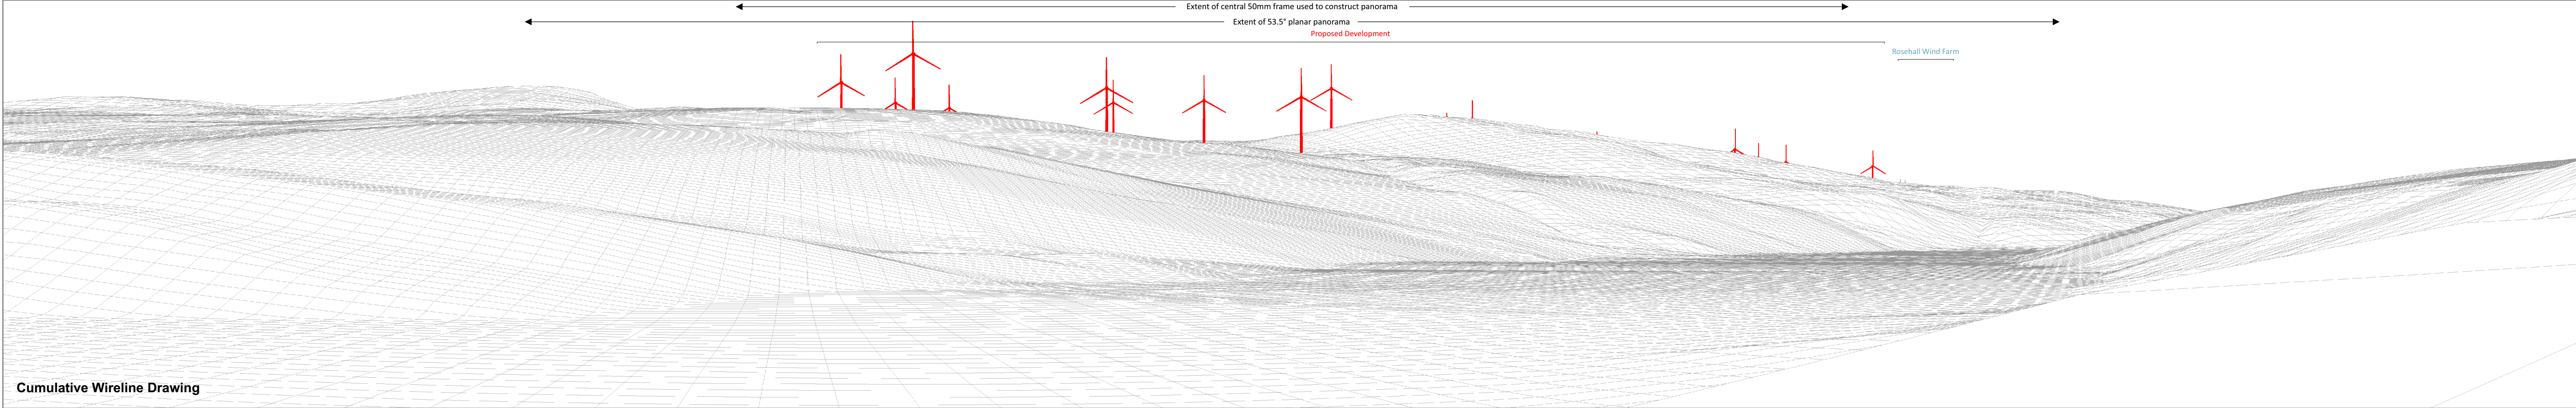 Extent of central 50mm frame used to construct panorama
Extent of 53.5° planar panorama
Proposed Development
Rosehall Wind Farm
Cumulative Wireline Drawing